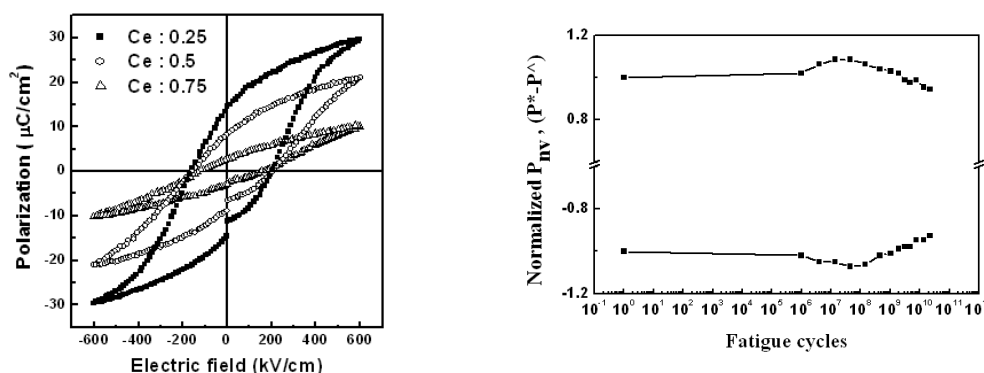 Ce : 0.25
Ce : 0.5
Ce : 0.75
Polarization ( μC/cm²)
30
20
10
0
-10
-20
-30
-600 -400 -200 0 200 400 600
Electric field (kV/cm)
Normalized Pnv , (P*-P^)
1.2
0.8
-0.8
-1.2
10⁻¹ 10⁰ 10¹ 10² 10³ 10⁴ 10⁵ 10⁶ 10⁷ 10⁸ 10⁹ 10¹⁰ 10¹¹ 10¹²
Fatigue cycles